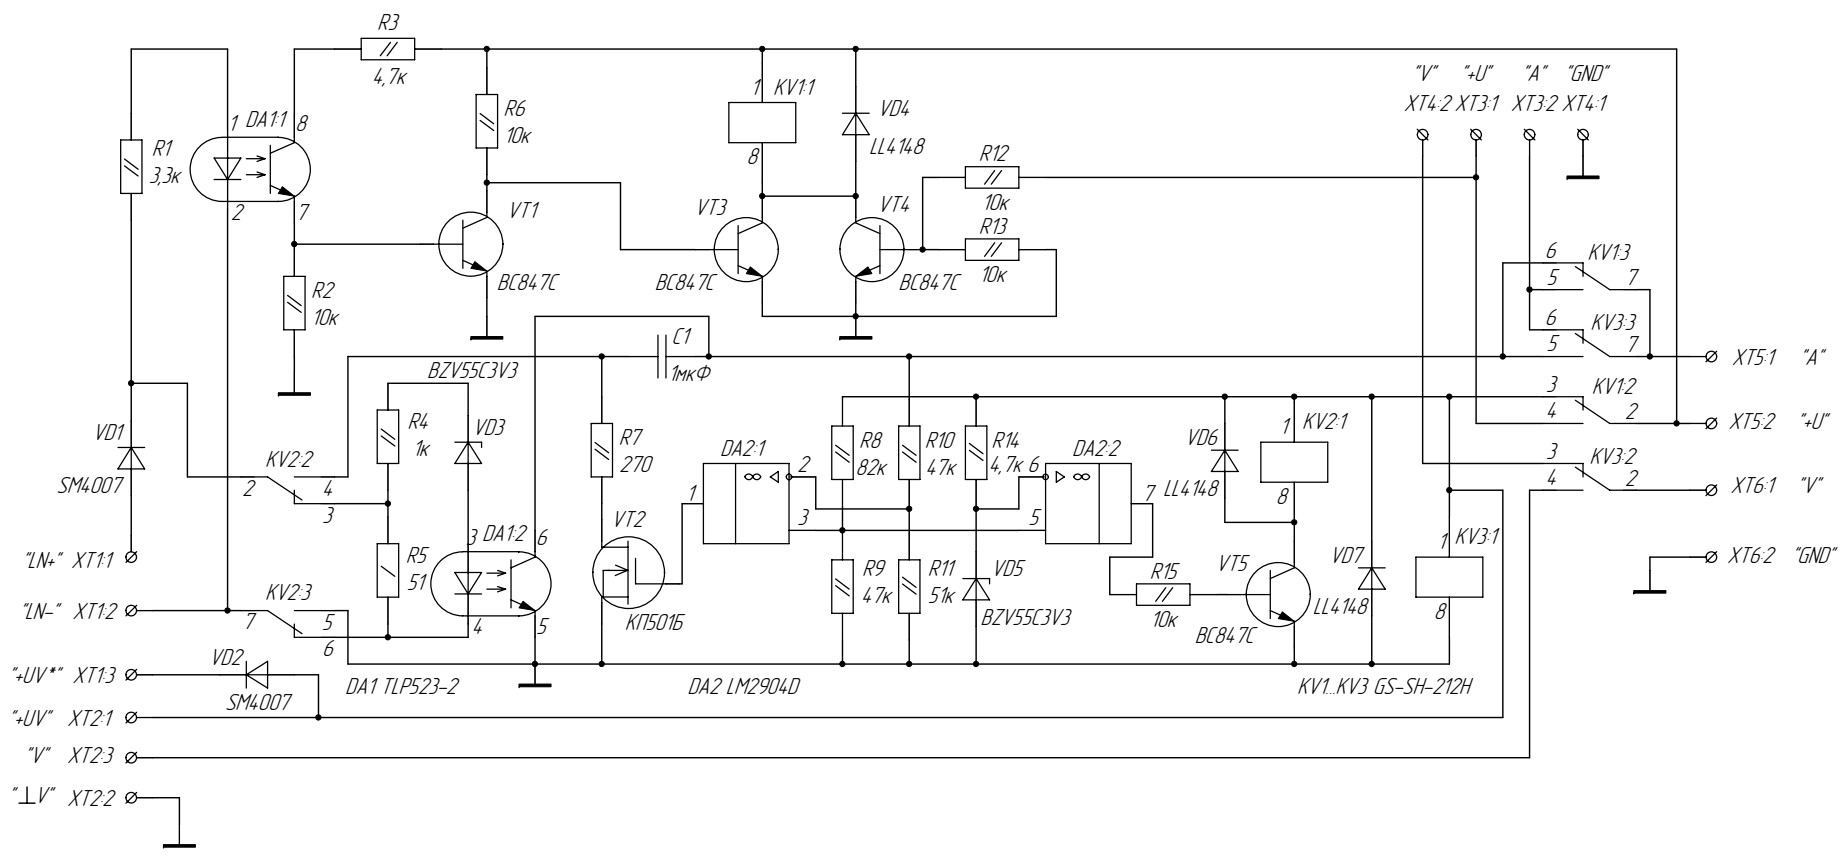 R3
4,7к
"V" "+U" "A" "GND"
XT4:2 XT3:1 XT3:2 XT4:1
1 KV1:1
8
VD4
LL4148
R6
10к
1 DA1:1 8
2 7
R1
3,3к
R12
10к
R13
10к
VT1
BC847C
VT3
BC847C
VT4
BC847C
6 KV1:3
5 7
6 KV3:3
5 7
R2
10к
C1
1мкФ
BZV55C3V3
XT5:1 "A"
3 KV1:2
4 2
XT5:2 "+U"
3 KV3:2
4 2
XT6:1 "V"
XT6:2 "GND"
VD1
SM4007
KV2:2
2 4
3
R4
1к
VD3
R7
270
DA2:1
∞
2
1
3
R8
82к
R10
47к
R14
4,7к
DA2:2
∞
6
7
5
VD6
LL4148
1 KV2:1
8
VT2
КП501Б
3 DA1:2 6
4 5
R5
51
R9
47к
R11
51к
VD5
BZV55C3V3
R15
10к
VT5
BC847C
VD7
LL4148
1 KV3:1
8
"LN+" XT1:1
"LN-" XT1:2
KV2:3
7 5
6
"+UV*" XT1:3
VD2
SM4007
DA1 TLP523-2
DA2 LM2904D
KV1...KV3 GS-SH-212H
"+UV" XT2:1
"V" XT2:3
"⊥V" XT2:2